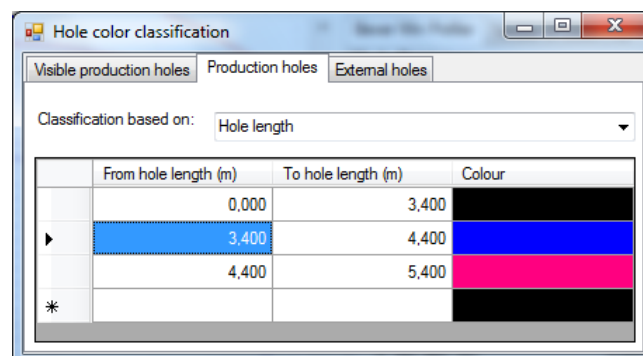 Hole color classification
Visible production holes Production holes External holes
Classification based on: Hole length
From hole length (m) To hole length (m) Colour
0,000 3,400
3,400 4,400
4,400 5,400